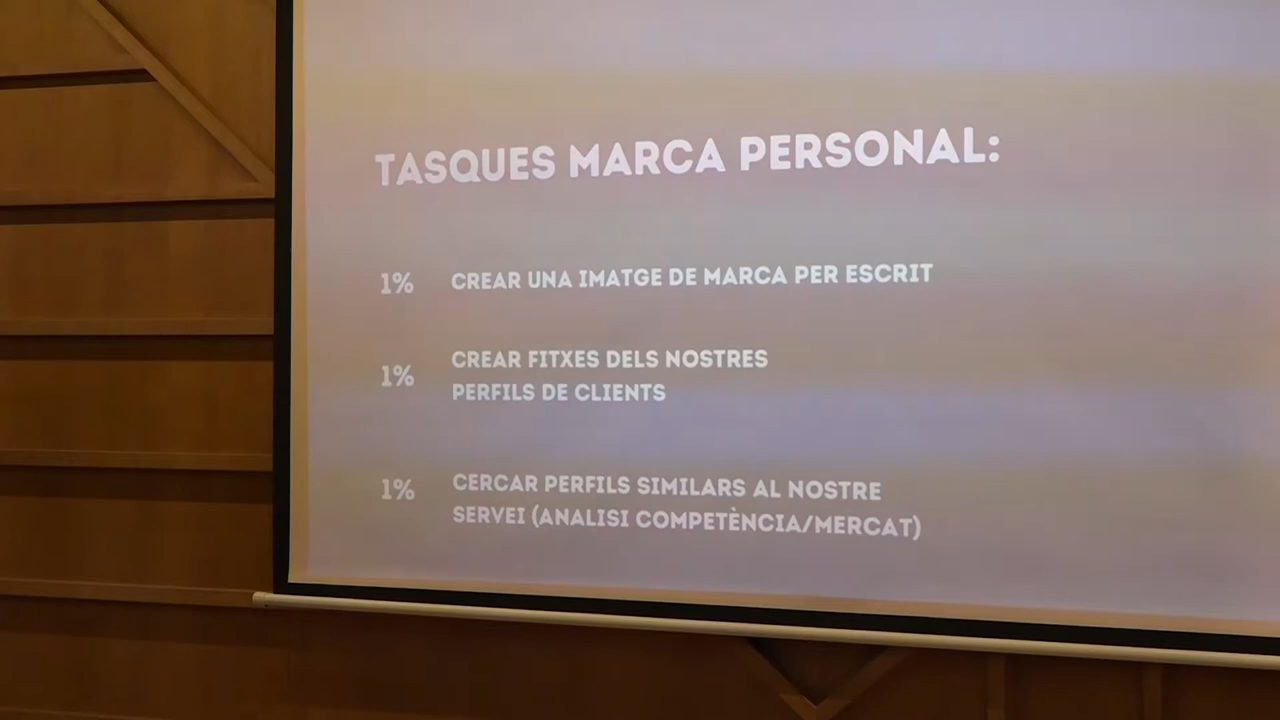 TASQUES MARCA PERSONAL:
1% CREAR UNA IMATGE DE MARCA PER ESCRIT
1% CREAR FITXES DELS NOSTRES
PERFILS DE CLIENTS
1% CERCAR PERFILS SIMILARS AL NOSTRE
SERVEI (ANALISI COMPETÈNCIA/MERCAT)